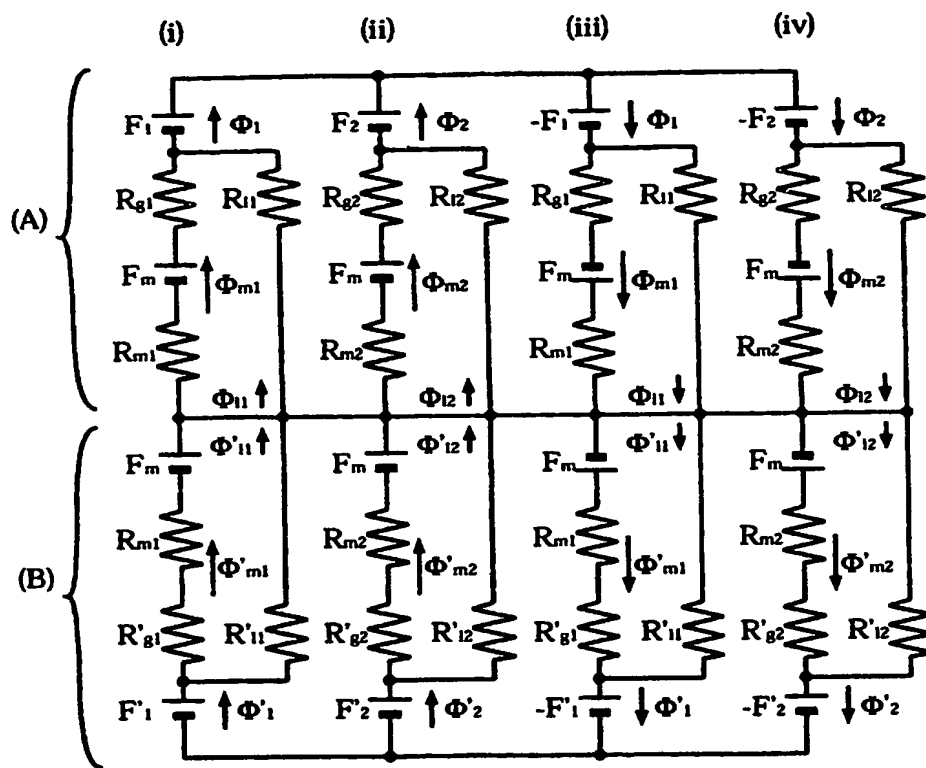 (i) (ii) (iii) (iv)
F1 Φ1 F2 Φ2 -F1 Φ1 -F2 Φ2
(A)
Rg1 Rl1 Rg2 Rl2 Rg1 Rl1 Rg2 Rl2
Fm Φm1 Fm Φm2 Fm Φm1 Fm Φm2
Rm1 Rm2 Rm1 Rm2
Φl1 Φl2 Φl1 Φl2
Φ'l1 Φ'l2 Φ'l1 Φ'l2
Fm Fm Fm Fm
Rm1 Rm2 Rm1 Rm2
(B)
Φ'm1 Φ'm2 Φ'm1 Φ'm2
R'g1 R'l1 R'g2 R'l2 R'g1 R'l1 R'g2 R'l2
F'1 Φ'1 F'2 Φ'2 -F'1 Φ'1 -F'2 Φ'2